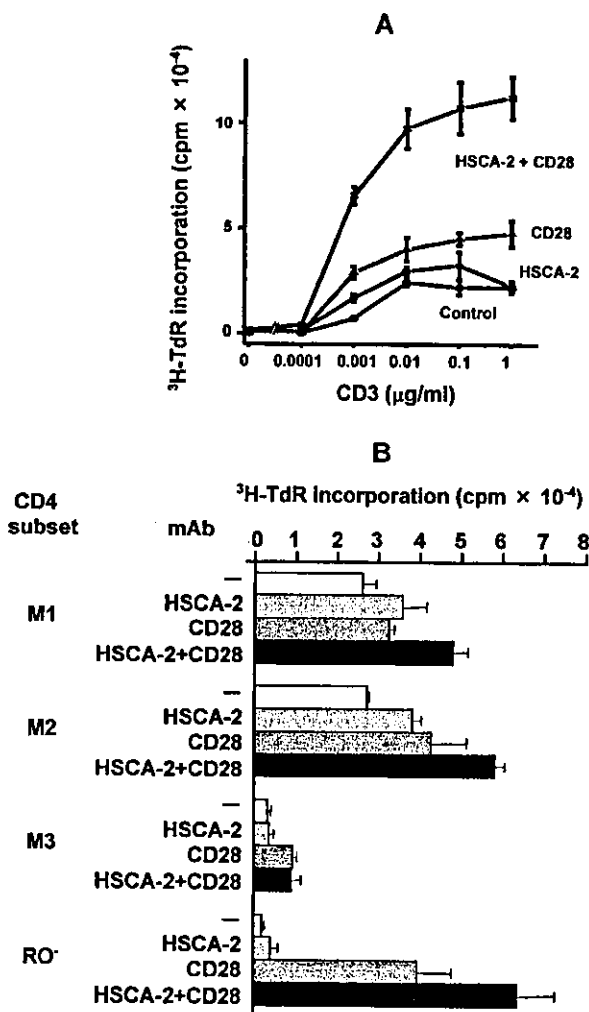 A
³H-TdR incorporation (cpm × 10⁻⁴)
10
5
0
HSCA-2 + CD28
CD28
HSCA-2
Control
0 0.0001 0.001 0.01 0.1 1
CD3 (μg/ml)
B
³H-TdR Incorporation (cpm × 10⁻⁴)
CD4
subset
mAb
0 1 2 3 4 5 6 7 8
M1
—
HSCA-2
CD28
HSCA-2+CD28
M2
—
HSCA-2
CD28
HSCA-2+CD28
M3
—
HSCA-2
CD28
HSCA-2+CD28
RO⁻
—
HSCA-2
CD28
HSCA-2+CD28